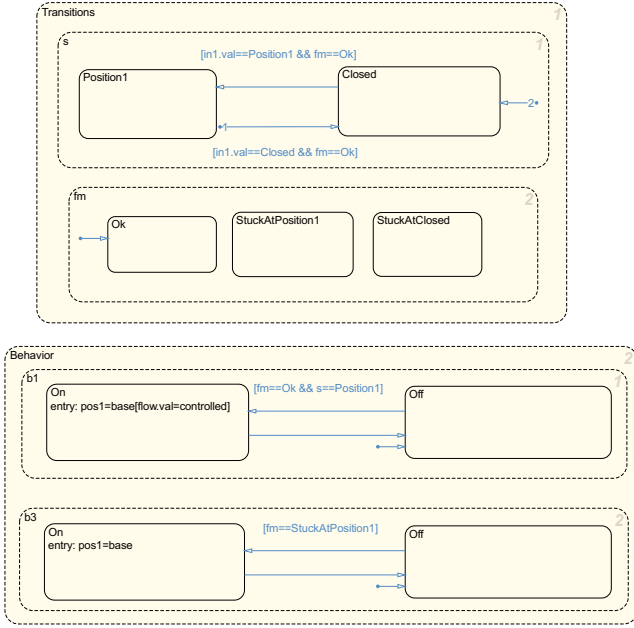 Transitions
1
s
1
[in1.val==Position1 && fm==Ok]
Position1
Closed
1
2
[in1.val==Closed && fm==Ok]
fm
2
Ok
StuckAtPosition1
StuckAtClosed
Behavior
2
b1
1
On
entry: pos1=base[flow.val=controlled]
[fm==Ok && s==Position1]
Off
b3
2
On
entry: pos1=base
[fm==StuckAtPosition1]
Off